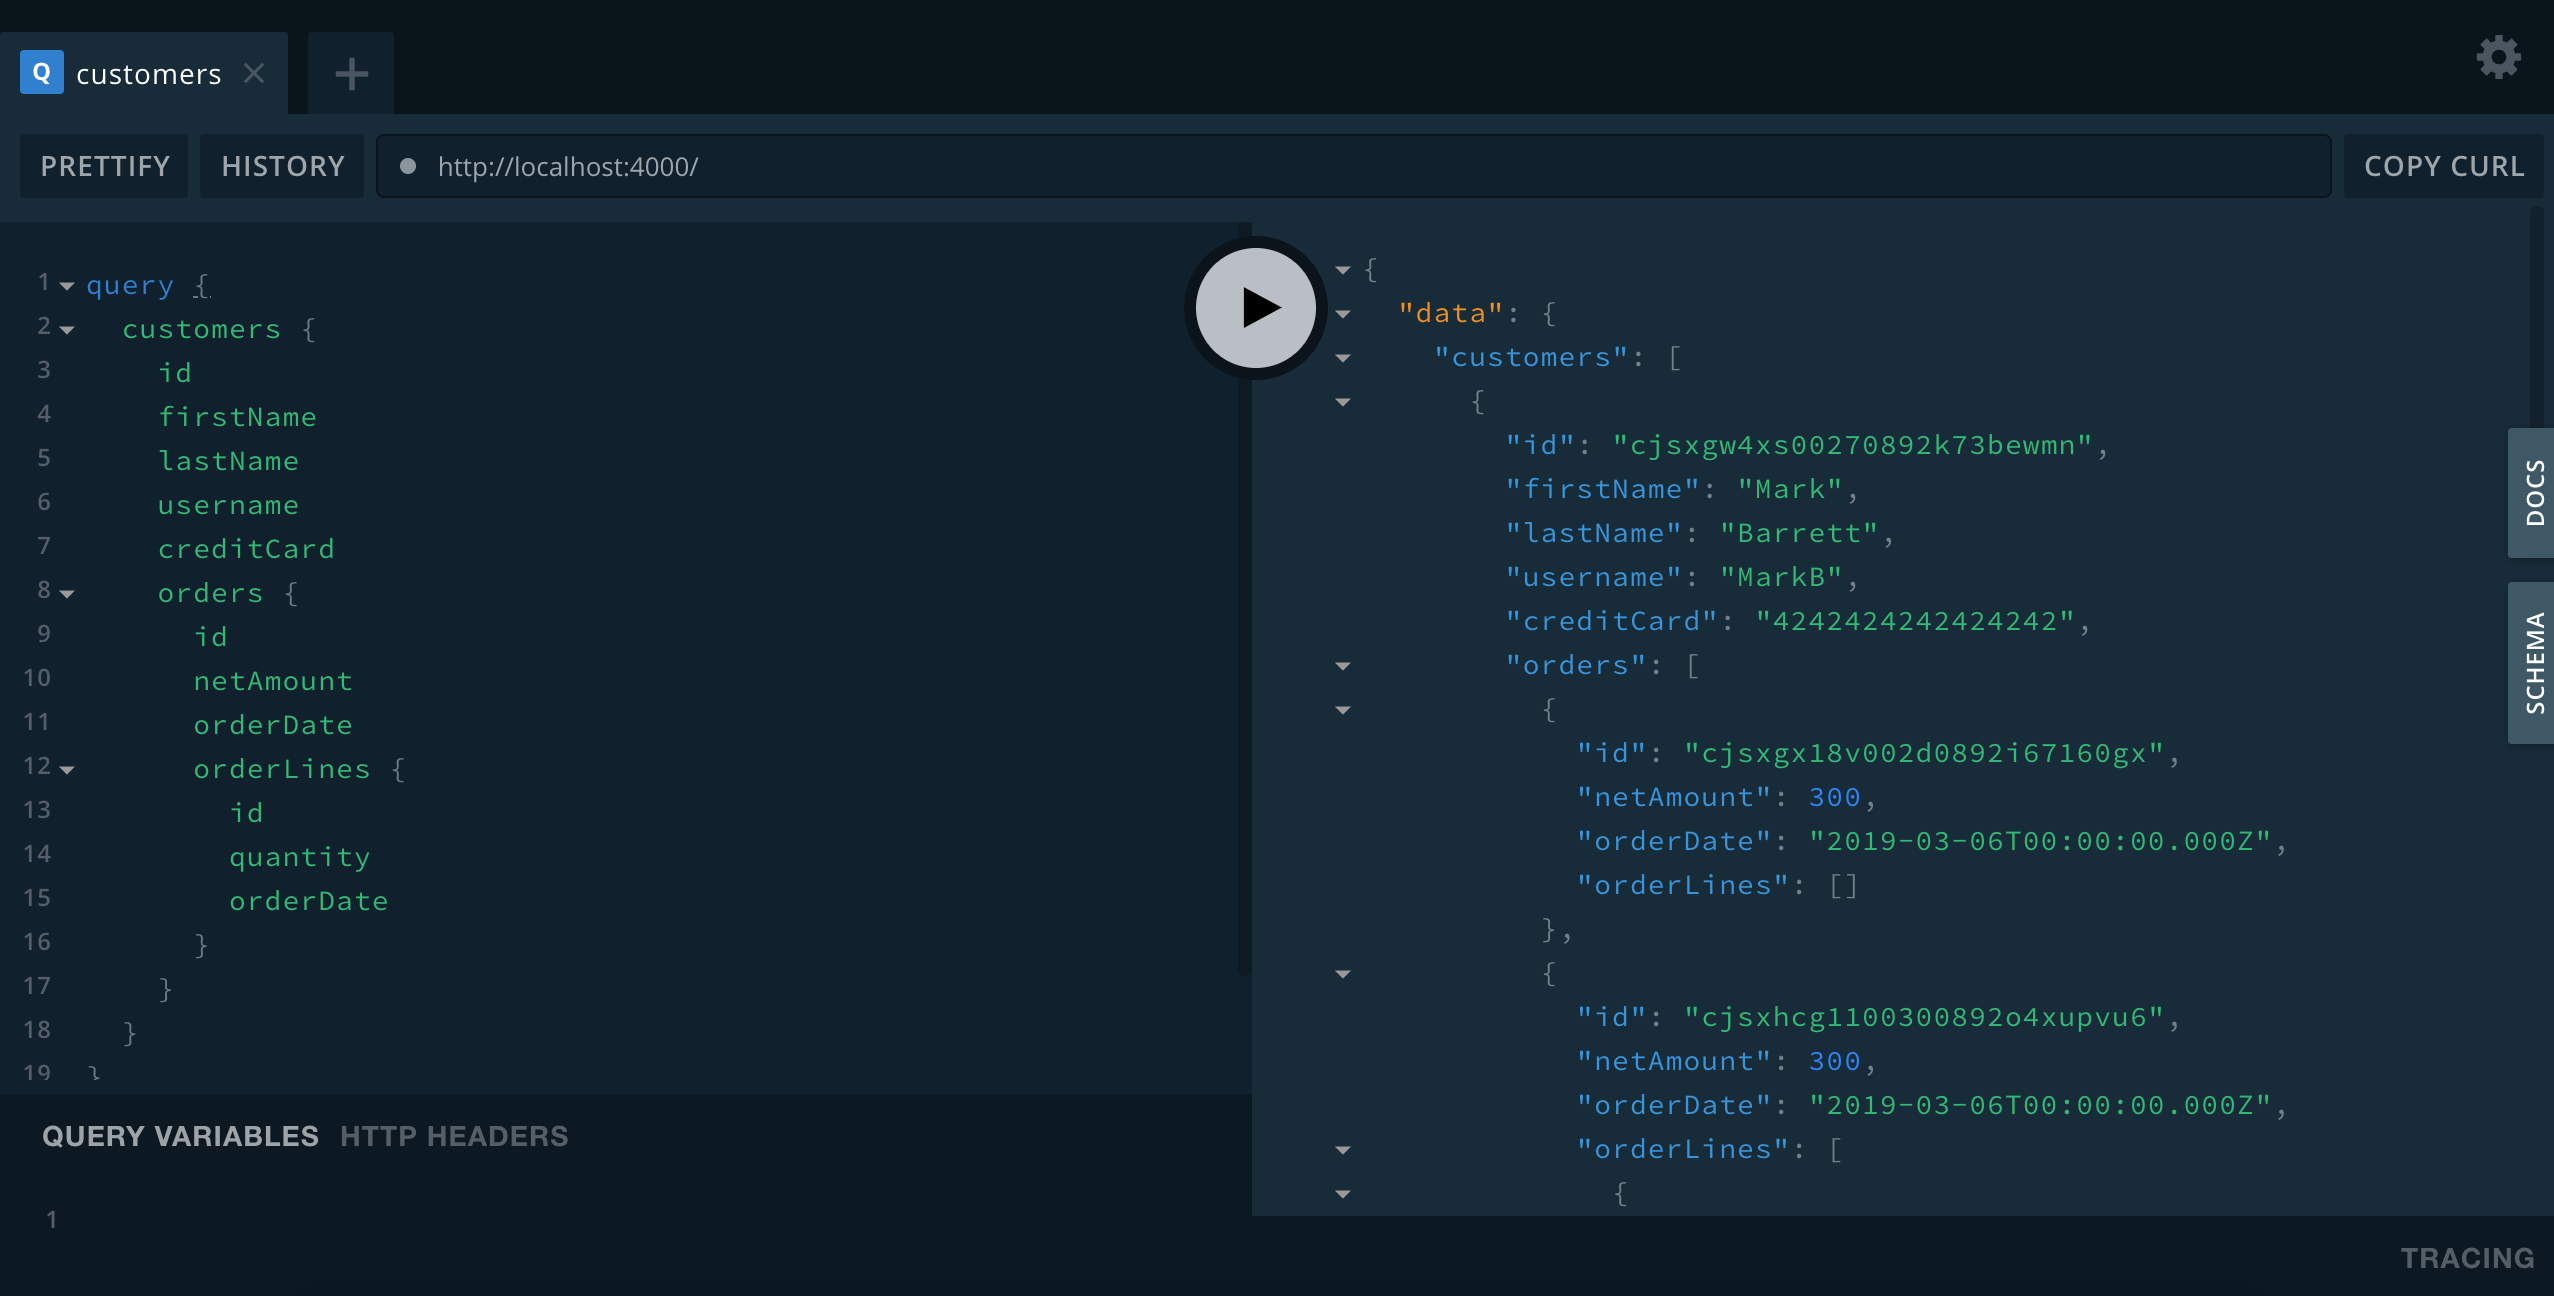 Q customers
PRETTIFY HISTORY http://localhost:4000/ COPY CURL
1 query {
2 customers {
3 id
4 firstName
5 lastName
6 username
7 creditCard
8 orders {
9 id
10 netAmount
11 orderDate
12 orderLines {
13 id
14 quantity
15 orderDate
16 }
17 }
18 }
19 }
QUERY VARIABLES HTTP HEADERS
1
{
"data": {
"customers": [
{
"id": "cjsxgw4xs00270892k73bewmn",
"firstName": "Mark",
"lastName": "Barrett",
"username": "MarkB",
"creditCard": "4242424242424242",
"orders": [
{
"id": "cjsxgx18v002d0892i67160gx",
"netAmount": 300,
"orderDate": "2019-03-06T00:00:00.000Z",
"orderLines": []
},
{
"id": "cjsxhcg1100300892o4xupvu6",
"netAmount": 300,
"orderDate": "2019-03-06T00:00:00.000Z",
"orderLines": [
{
DOCS
SCHEMA
TRACING